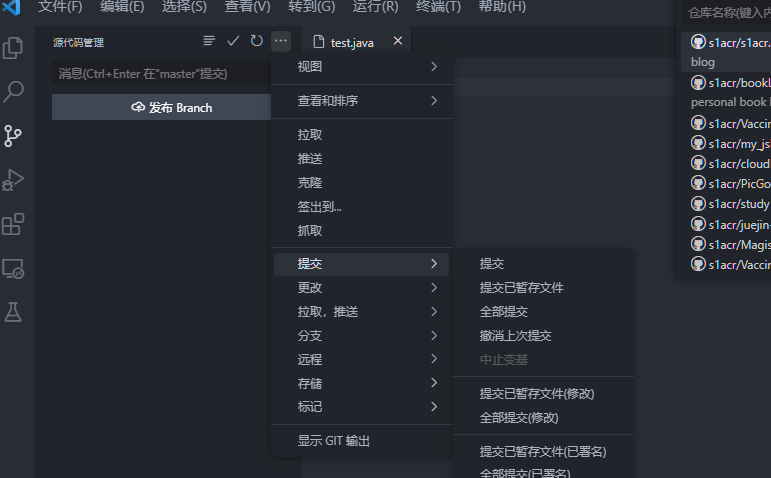 文件(F) 编辑(E) 选择(S) 查看(V) 转到(G) 运行(R) 终端(T) 帮助(H)
仓库名称(键入内
源代码管理
test.java
消息(Ctrl+Enter 在"master"提交)
发布 Branch
视图
查看和排序
拉取
推送
克隆
签出到...
抓取
提交
更改
拉取，推送
分支
远程
存储
标记
显示 GIT 输出
提交
提交已暂存文件
全部提交
撤消上次提交
中止变基
提交已暂存文件(修改)
全部提交(修改)
提交已暂存文件(已署名)
全部提交(已署名)
s1acr/s1acr.
blog
s1acr/bookl
personal book
s1acr/Vaccin
s1acr/my_js
s1acr/cloud
s1acr/PicGo
s1acr/study
s1acr/juejin-
s1acr/Magis
s1acr/Vaccin